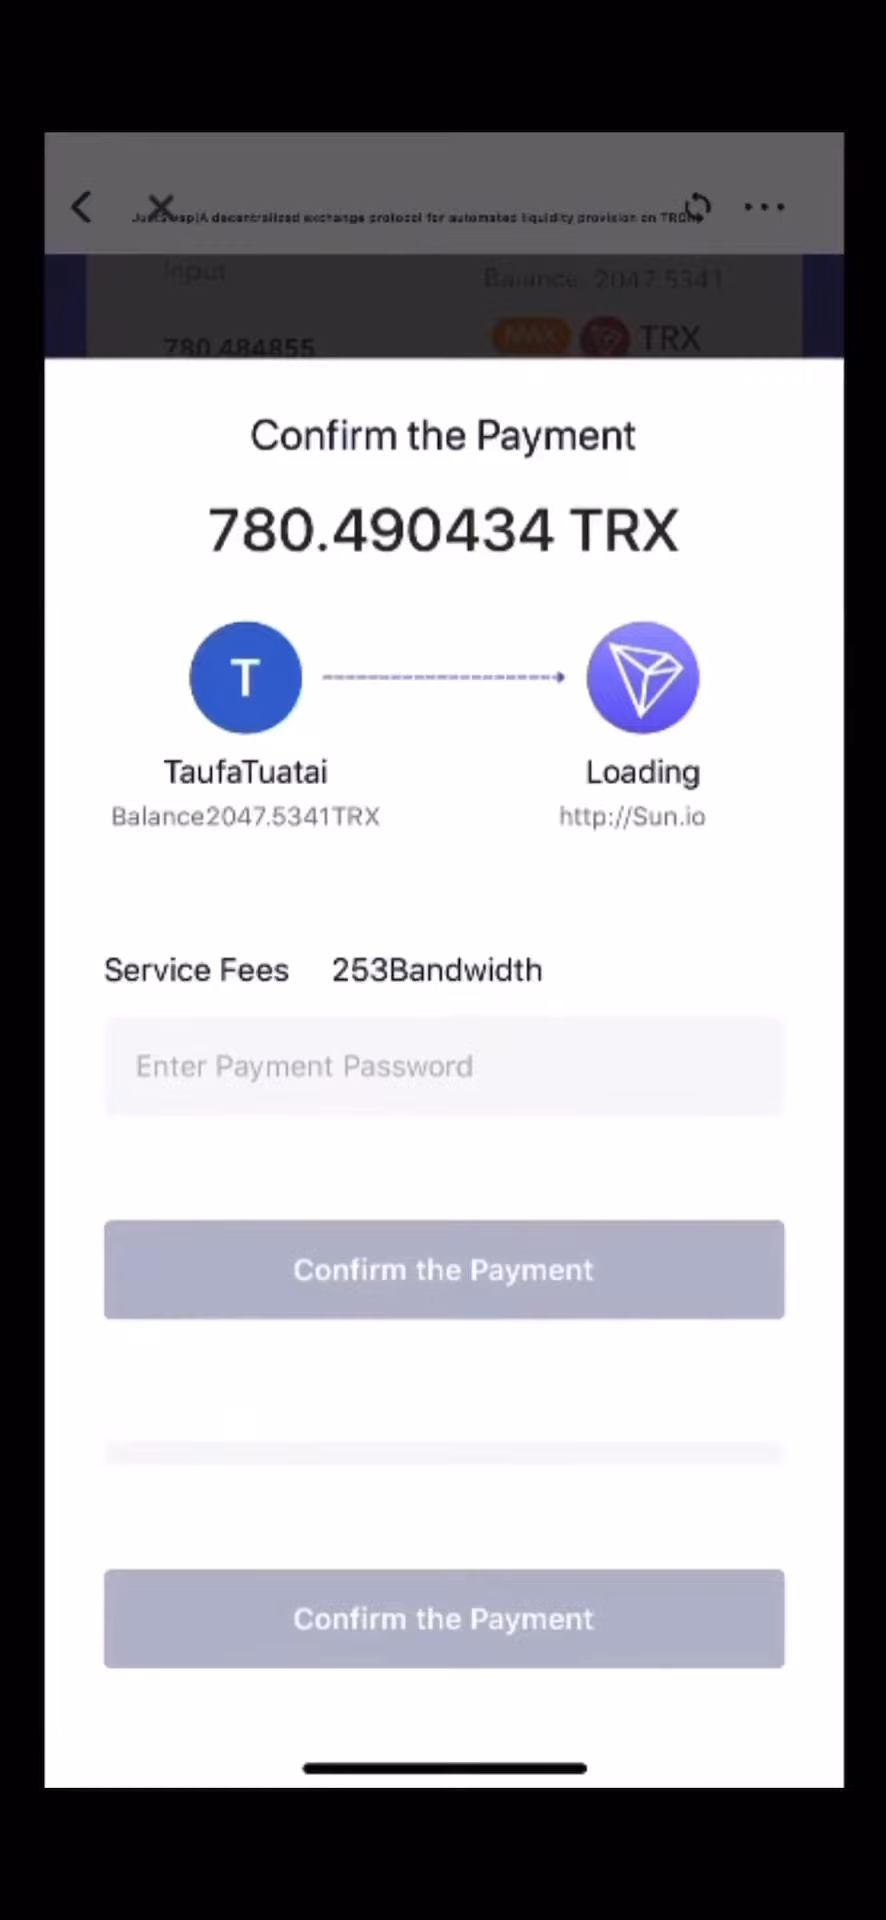 A decentralized exchange protocol for automated liquidity provision on
Input
Balance: 2047.5341
780.484855
MAX TRX
Confirm the Payment
780.490434 TRX
T
TaufaTuatai
Loading
Balance2047.5341TRX
http://Sun.io
Service Fees 253Bandwidth
Enter Payment Password
Confirm the Payment
Confirm the Payment